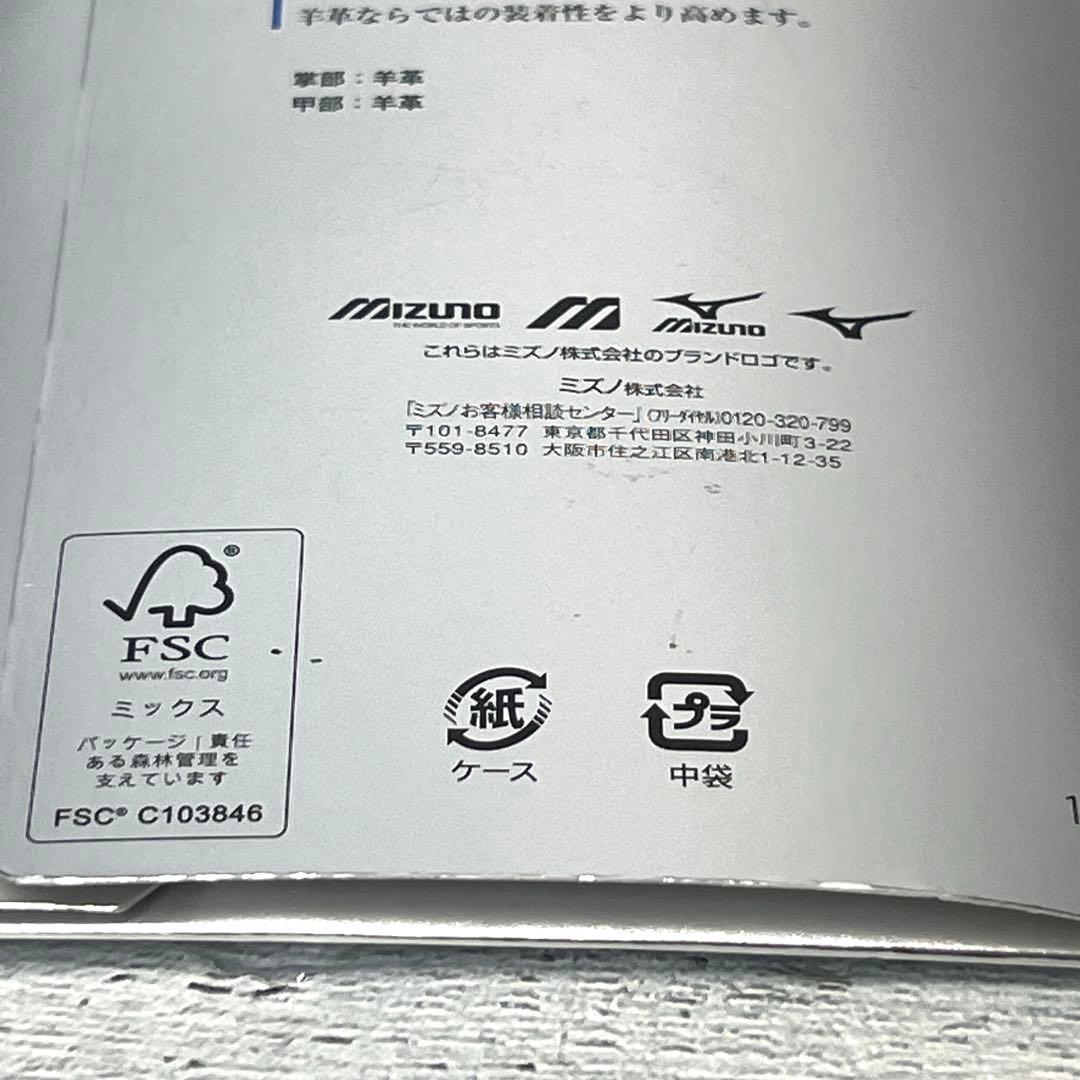 羊革ならではの装着性をより高めます。
掌部：羊革
甲部：羊革
MIZUNO
THE WORLD OF SPORTS
MIZUNO
これらはミズノ株式会社のブランドロゴです。
ミズノ株式会社
「ミズノお客様相談センター」(フリーダイヤル)0120-320-799
〒101-8477 東京都千代田区神田小川町3-22
〒559-8510 大阪市住之江区南港北1-12-35
®
FSC
www.fsc.org
ミックス
パッケージ|責任
ある森林管理を
支えています
FSC® C103846
紙
ケース
プラ
中袋
1